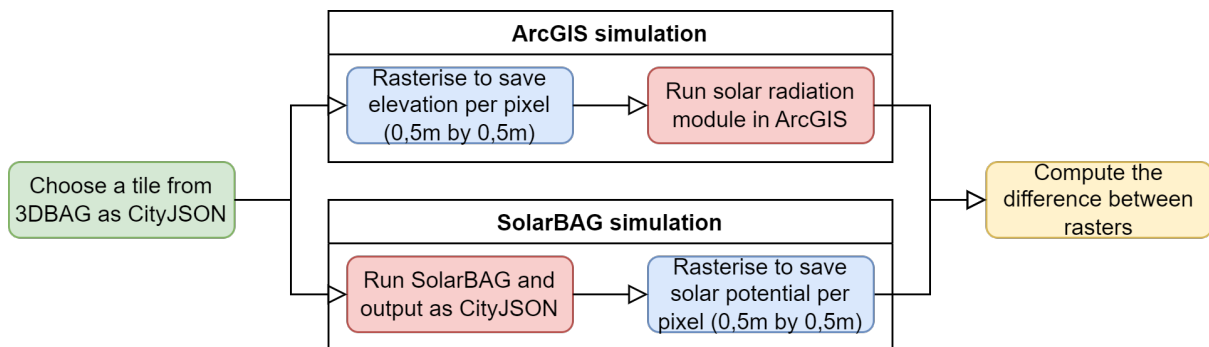 ArcGIS simulation
Rasterise to save
elevation per pixel
(0,5m by 0,5m)
Run solar radiation
module in ArcGIS
Choose a tile from
3DBAG as CityJSON
Compute the
difference between
rasters
SolarBAG simulation
Run SolarBAG and
output as CityJSON
Rasterise to save
solar potential per
pixel (0,5m by 0,5m)